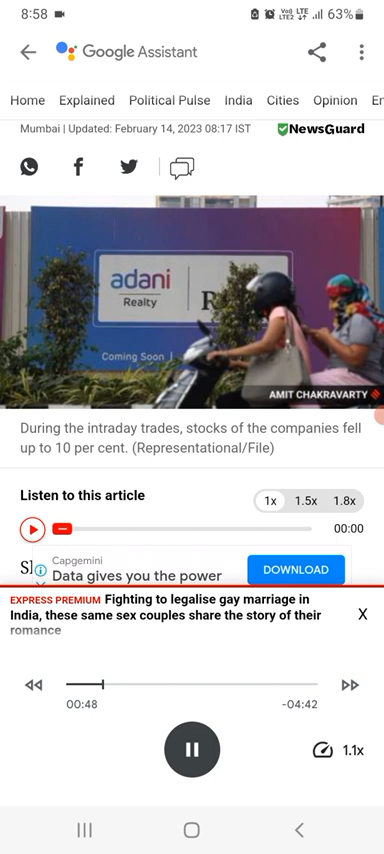 8:58
Vo)) LTE
LTE2
63%
Google Assistant
Home Explained Political Pulse India Cities Opinion En
Mumbai | Updated: February 14, 2023 08:17 IST
NewsGuard
adani
Realty
R
Coming Soon |
AMIT CHAKRAVARTY
During the intraday trades, stocks of the companies fell
up to 10 per cent. (Representational/File)
Listen to this article
1x 1.5x 1.8x
00:00
Capgemini
Data gives you the power
DOWNLOAD
EXPRESS PREMIUM Fighting to legalise gay marriage in
India, these same sex couples share the story of their
romance
X
00:48
-04:42
1.1x